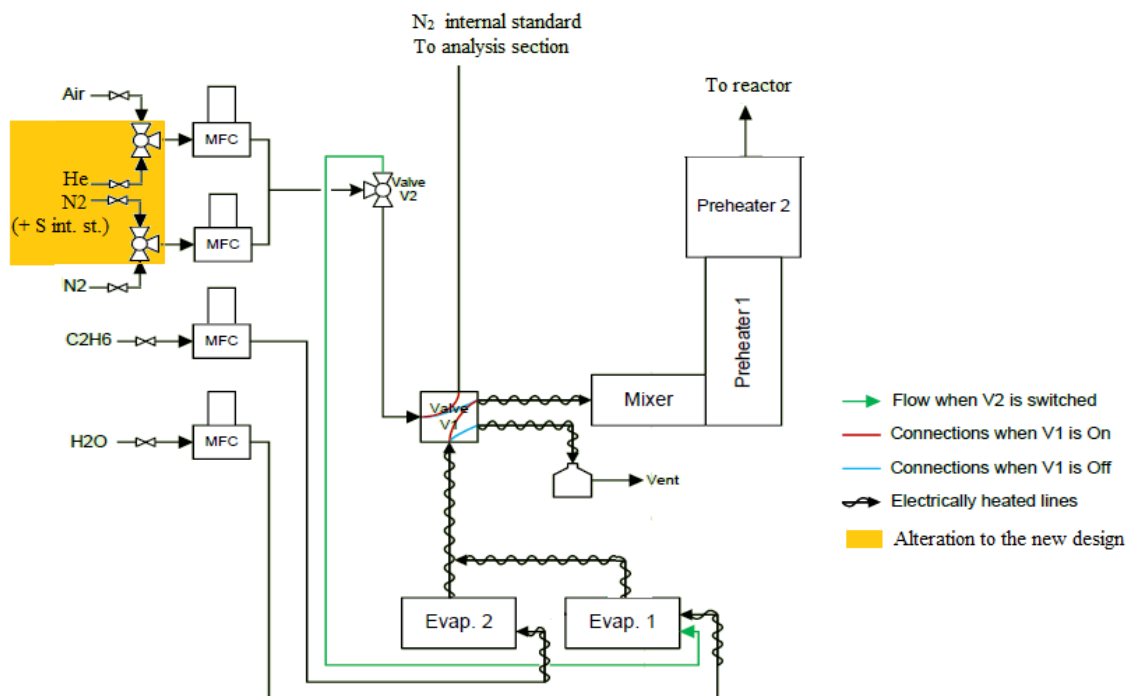 N₂ internal standard
To analysis section
To reactor
Air
MFC
He
N2
(+ S int. st.)
N2
MFC
Valve
V2
Preheater 2
C2H6
MFC
Preheater 1
H2O
MFC
Valve
V1
Mixer
Vent
Evap. 2
Evap. 1
Flow when V2 is switched
Connections when V1 is On
Connections when V1 is Off
Electrically heated lines
Alteration to the new design